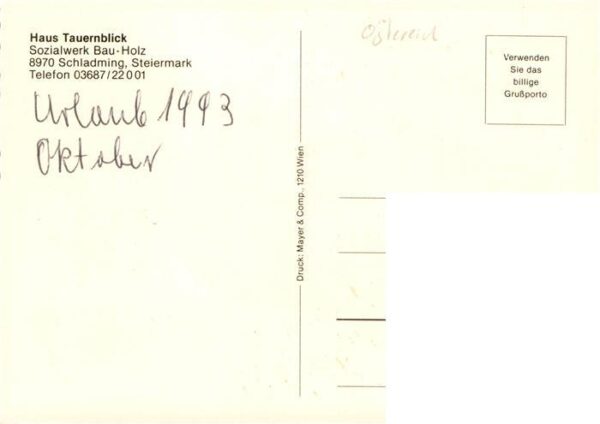 Haus Tauernblick
Sozialwerk Bau-Holz
8970 Schladming, Steiermark
Telefon 03687/22001
Urlaub 1993
Oktober
Druck: Mayer & Comp., 1210 Wien
Verwenden
Sie das
billige
Grußporto